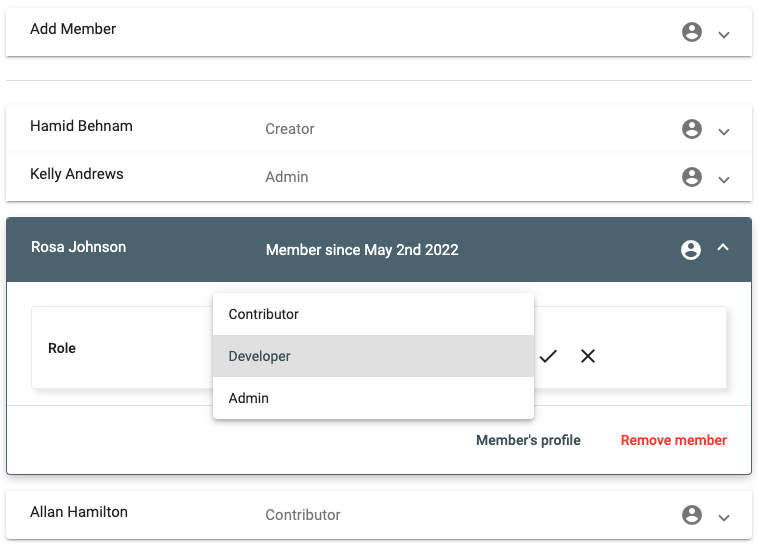 Add Member
Hamid Behnam Creator
Kelly Andrews Admin
Rosa Johnson Member since May 2nd 2022
Contributor
Role
Developer
Admin
Member's profile Remove member
Allan Hamilton Contributor